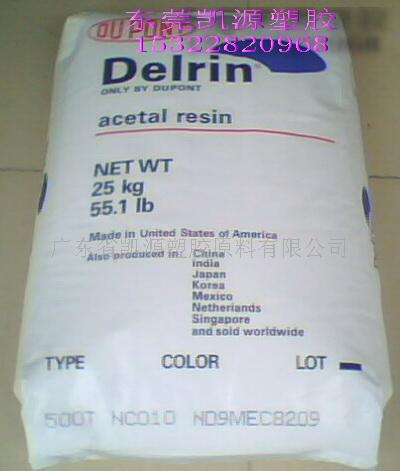 东莞凯源塑胶
15322820968
DUPONT
Delrin®
ONLY BY DUPONT
acetal resin
NET WT
25 kg
55.1 lb
Made in United States of America
广东省凯源塑胶原料有限公司
Also produced in China
India
Japan
Korea
Mexico
Netherlands
Singapore
and sold worldwide
TYPE COLOR LOT
500T NC010 ND9MEC8209